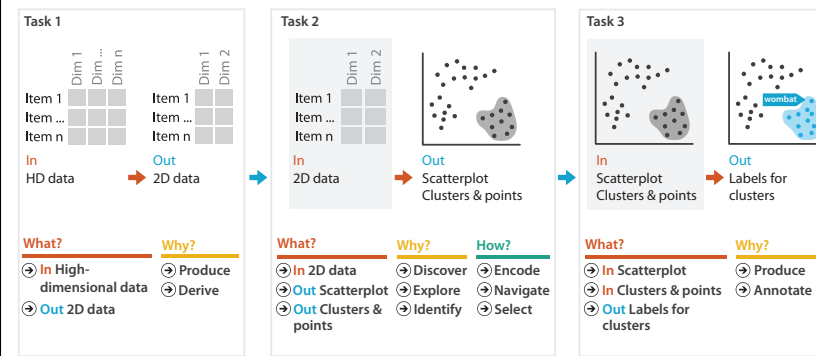 Task 1
Dim 1
Dim ...
Dim n
Item 1
Item ...
Item n
In
HD data
Dim 1
Dim 2
Item 1
Item ...
Item n
Out
2D data
What?
In High-
dimensional data
Out 2D data
Why?
Produce
Derive
Task 2
Dim 1
Dim 2
Item 1
Item ...
Item n
In
2D data
Out
Scatterplot
Clusters & points
What?
In 2D data
Out Scatterplot
Out Clusters &
points
Why?
Discover
Explore
Identify
How?
Encode
Navigate
Select
Task 3
In
Scatterplot
Clusters & points
wombat
Out
Labels for
clusters
What?
In Scatterplot
In Clusters & points
Out Labels for
clusters
Why?
Produce
Annotate